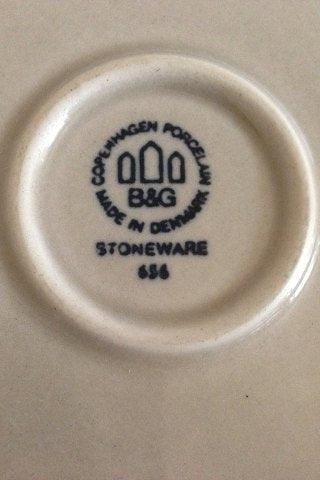 COPENHAGEN PORCELAIN
B&G
MADE IN DENMARK
STONEWARE
656